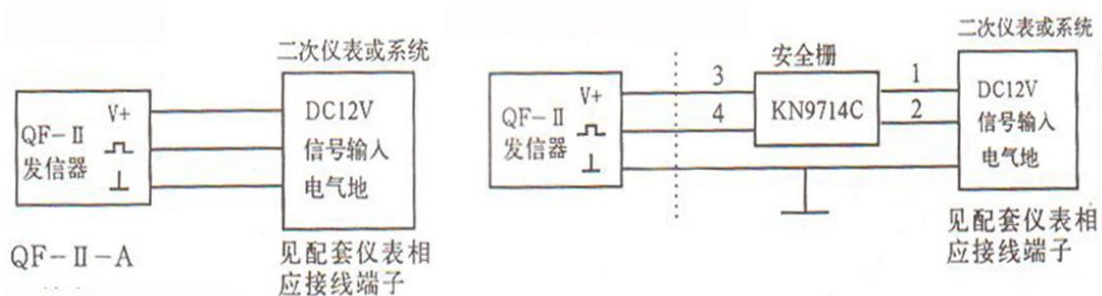 二次仪表或系统
V+
QF-Ⅱ
发信器
DC12V
信号输入
电气地
QF-Ⅱ-A
见配套仪表相
应接线端子
二次仪表或系统
安全栅
3
1
V+
QF-Ⅱ
发信器
4
KN9714C
2
DC12V
信号输入
电气地
见配套仪表相
应接线端子